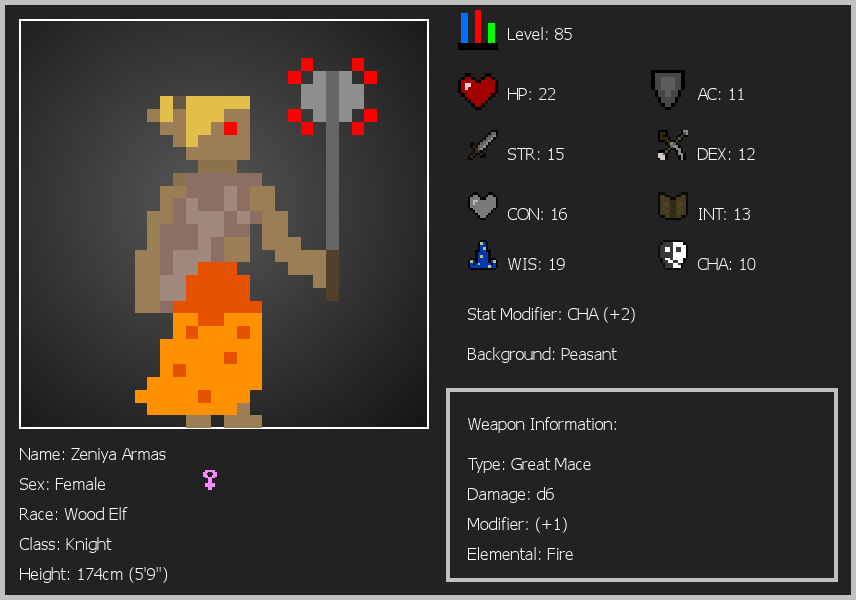 Level: 85
HP: 22
AC: 11
STR: 15
DEX: 12
CON: 16
INT: 13
WIS: 19
CHA: 10
Stat Modifier: CHA (+2)
Background: Peasant
Weapon Information:
Type: Great Mace
Damage: d6
Modifier: (+1)
Elemental: Fire
Name: Zeniya Armas
Sex: Female
Race: Wood Elf
Class: Knight
Height: 174cm (5'9")